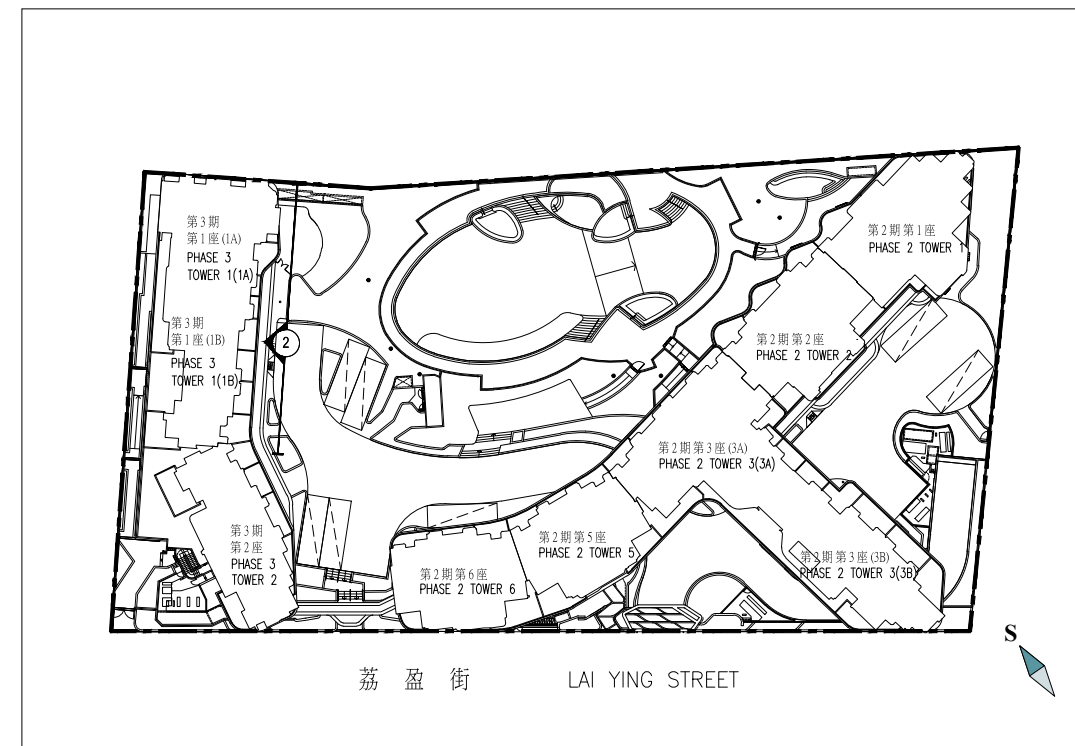 第3期
第1座(1A)
PHASE 3
TOWER 1(1A)
第3期
第1座(1B)
PHASE 3
TOWER 1(1B)
2
第2期第1座
PHASE 2 TOWER 1
第2期第2座
PHASE 2 TOWER 2
第2期第3座(3A)
PHASE 2 TOWER 3(3A)
第3期
第2座
PHASE 3
TOWER 2
第2期第6座
PHASE 2 TOWER 6
第2期第5座
PHASE 2 TOWER 5
第2期第3座(3B)
PHASE 2 TOWER 3(3B)
荔盈街 LAI YING STREET
S